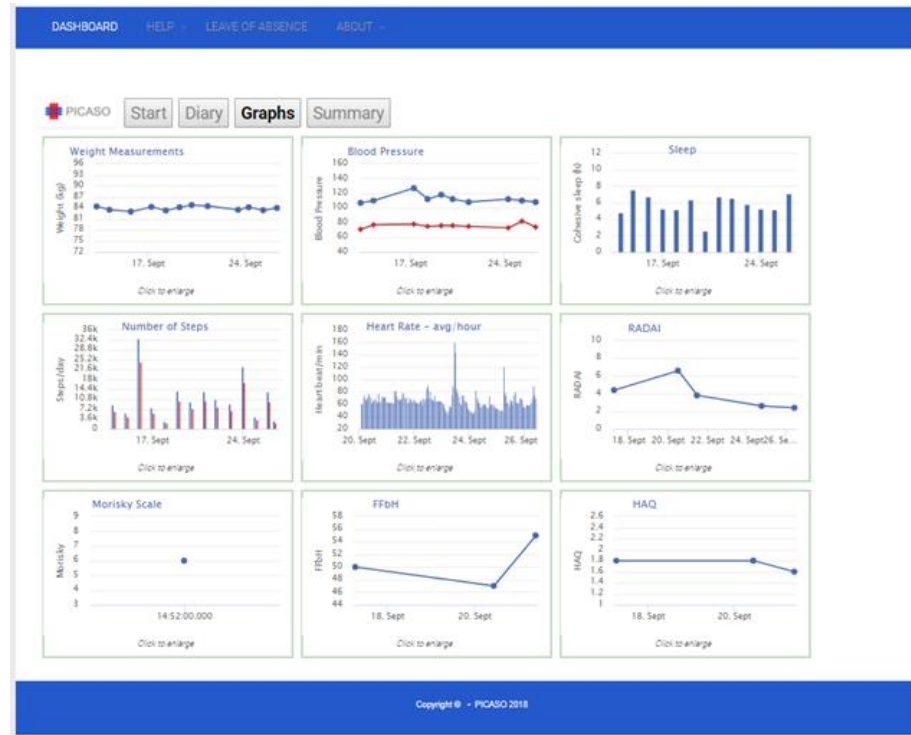 DASHBOARD HELP LEAVE OF ABSENCE ABOUT
PICASO Start Diary Graphs Summary
Weight Measurements
96
93
90
87
84
81
78
75
72
Weight (kg)
17. Sept 24. Sept
Click to enlarge
Blood Pressure
160
140
120
100
80
60
40
Blood Pressure
17. Sept 24. Sept
Click to enlarge
Sleep
12
10
8
6
4
2
0
Cohesive sleep (h)
17. Sept 24. Sept
Click to enlarge
Number of Steps
36k
32.4k
28.8k
25.2k
21.6k
18k
14.4k
10.8k
7.2k
3.6k
0
Steps/day
17. Sept 24. Sept
Click to enlarge
Heart Rate - avg/hour
180
160
140
120
100
80
60
40
20
Heart beat/min
20. Sept 22. Sept 24. Sept 26. Sept
Click to enlarge
RADAI
10
8
6
4
2
0
RADAI
18. Sept 20. Sept 22. Sept 24. Sept 26. Se...
Click to enlarge
Morisky Scale
9
8
7
6
5
4
3
Morisky
14:52:00.000
Click to enlarge
FFbH
58
56
54
52
50
48
46
44
FFbH
18. Sept 20. Sept
Click to enlarge
HAQ
2.6
2.4
2.2
2
1.8
1.6
1.4
1.2
1
HAQ
18. Sept 20. Sept
Click to enlarge
Copyright © - PICASO 2018